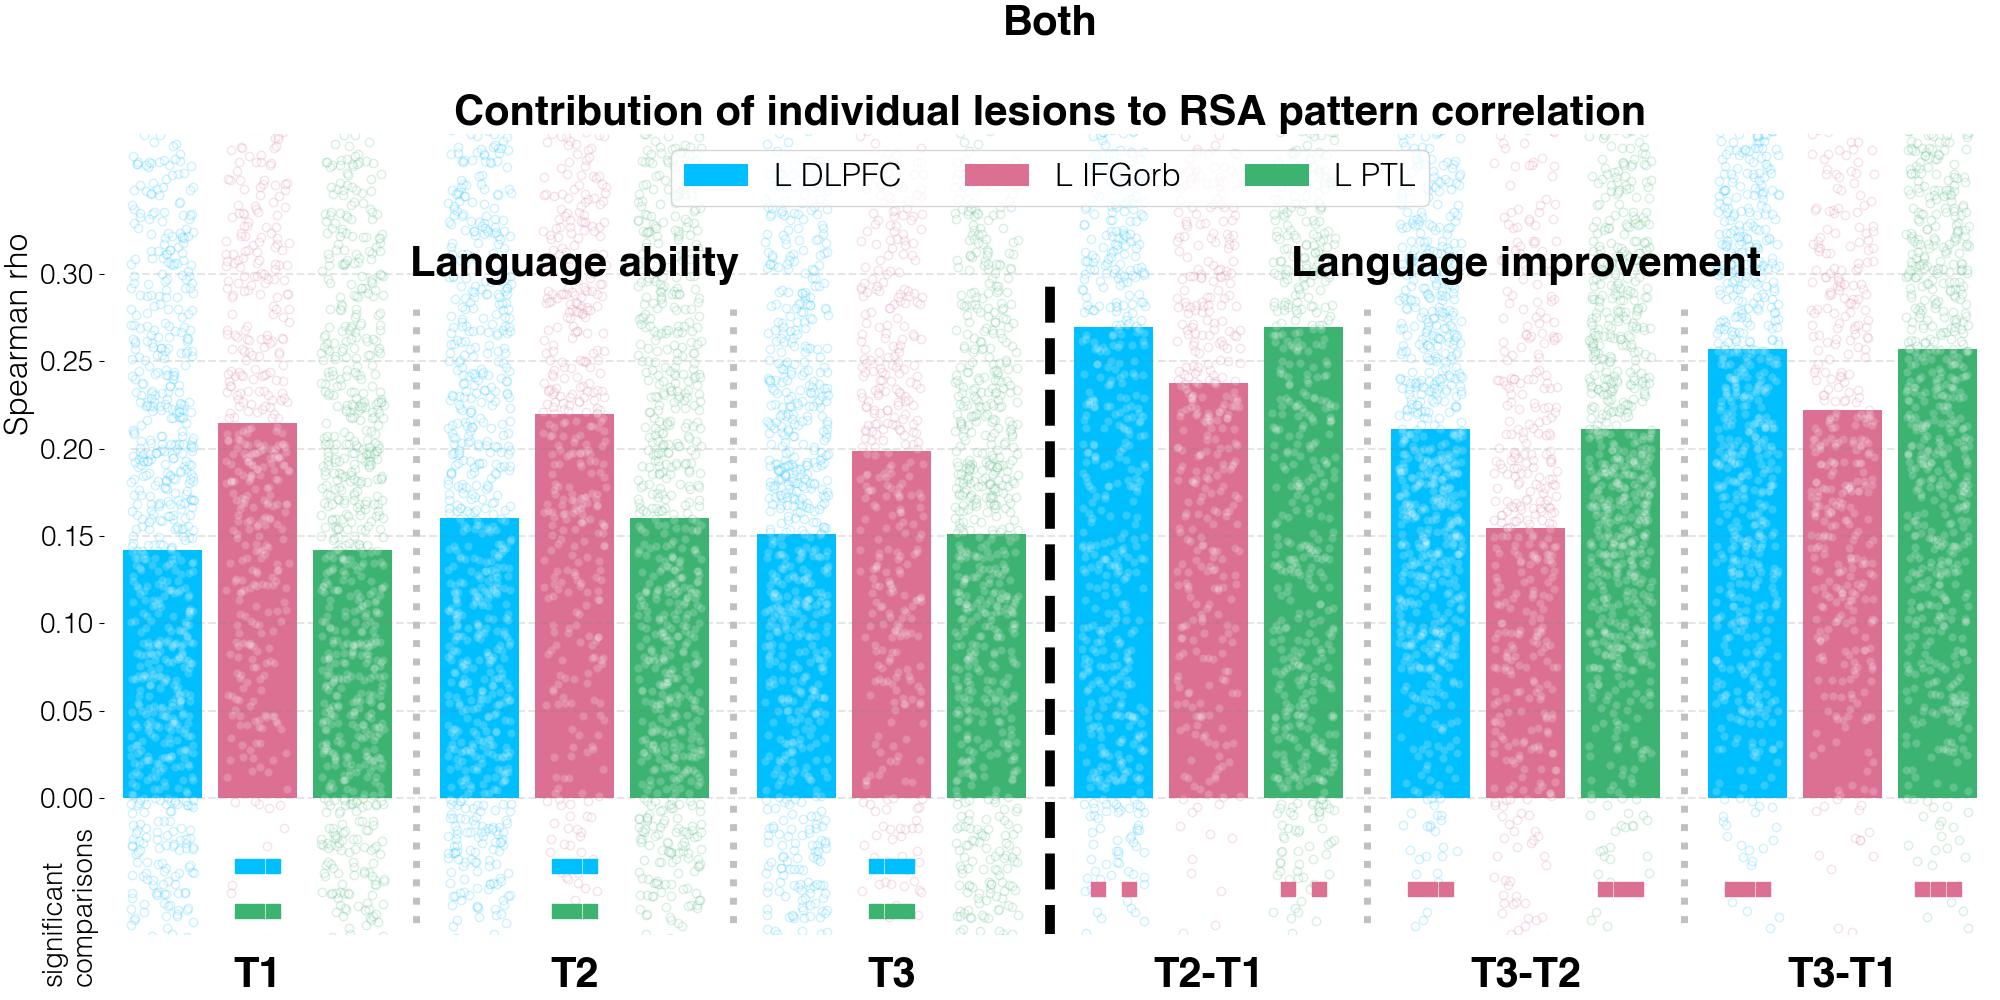 Both
Contribution of individual lesions to RSA pattern correlation
L DLPFC L IFGorb L PTL
Language ability Language improvement
Spearman rho
0.30
0.25
0.20
0.15
0.10
0.05
0.00
significant
comparisons
T1 T2 T3 T2-T1 T3-T2 T3-T1